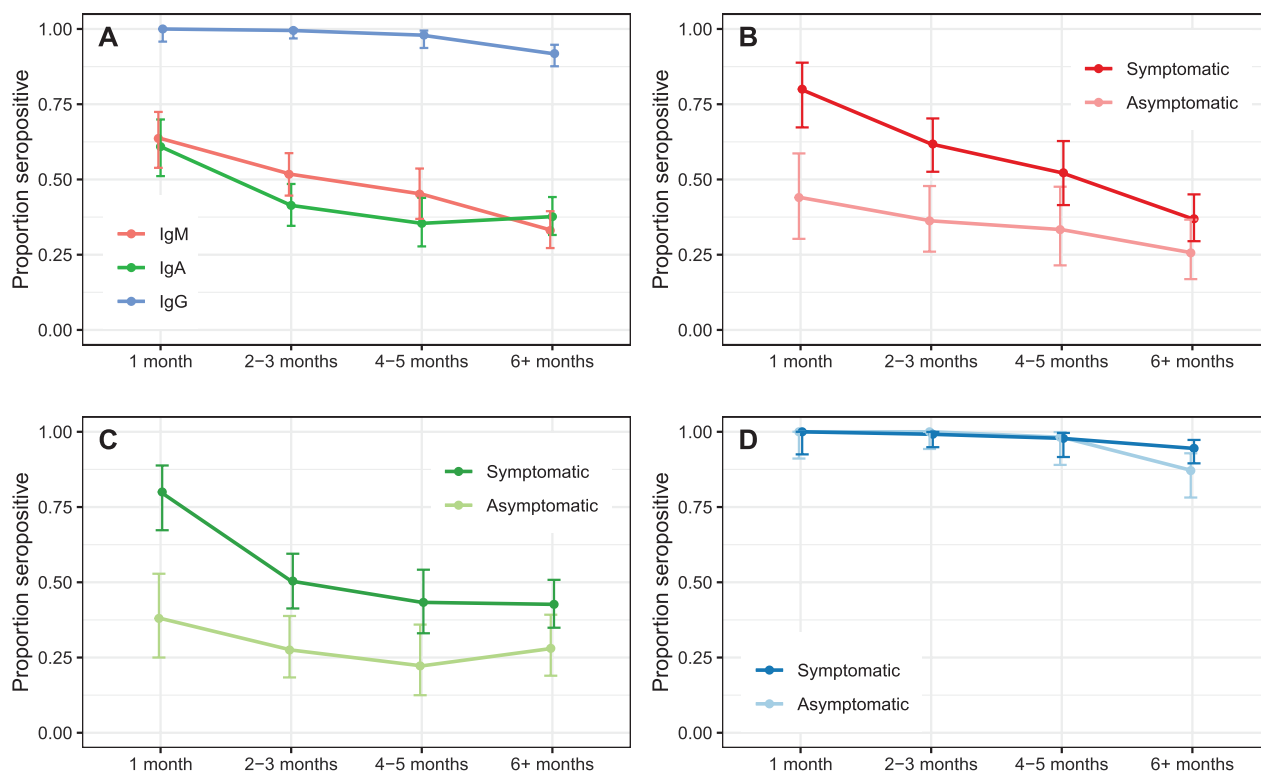 A
Proportion seropositive
1.00
0.75
0.50
0.25
0.00
IgM
IgA
IgG
1 month
2−3 months
4−5 months
6+ months
B
Proportion seropositive
1.00
0.75
0.50
0.25
0.00
Symptomatic
Asymptomatic
1 month
2−3 months
4−5 months
6+ months
C
Proportion seropositive
1.00
0.75
0.50
0.25
0.00
Symptomatic
Asymptomatic
1 month
2−3 months
4−5 months
6+ months
D
Proportion seropositive
1.00
0.75
0.50
0.25
0.00
Symptomatic
Asymptomatic
1 month
2−3 months
4−5 months
6+ months